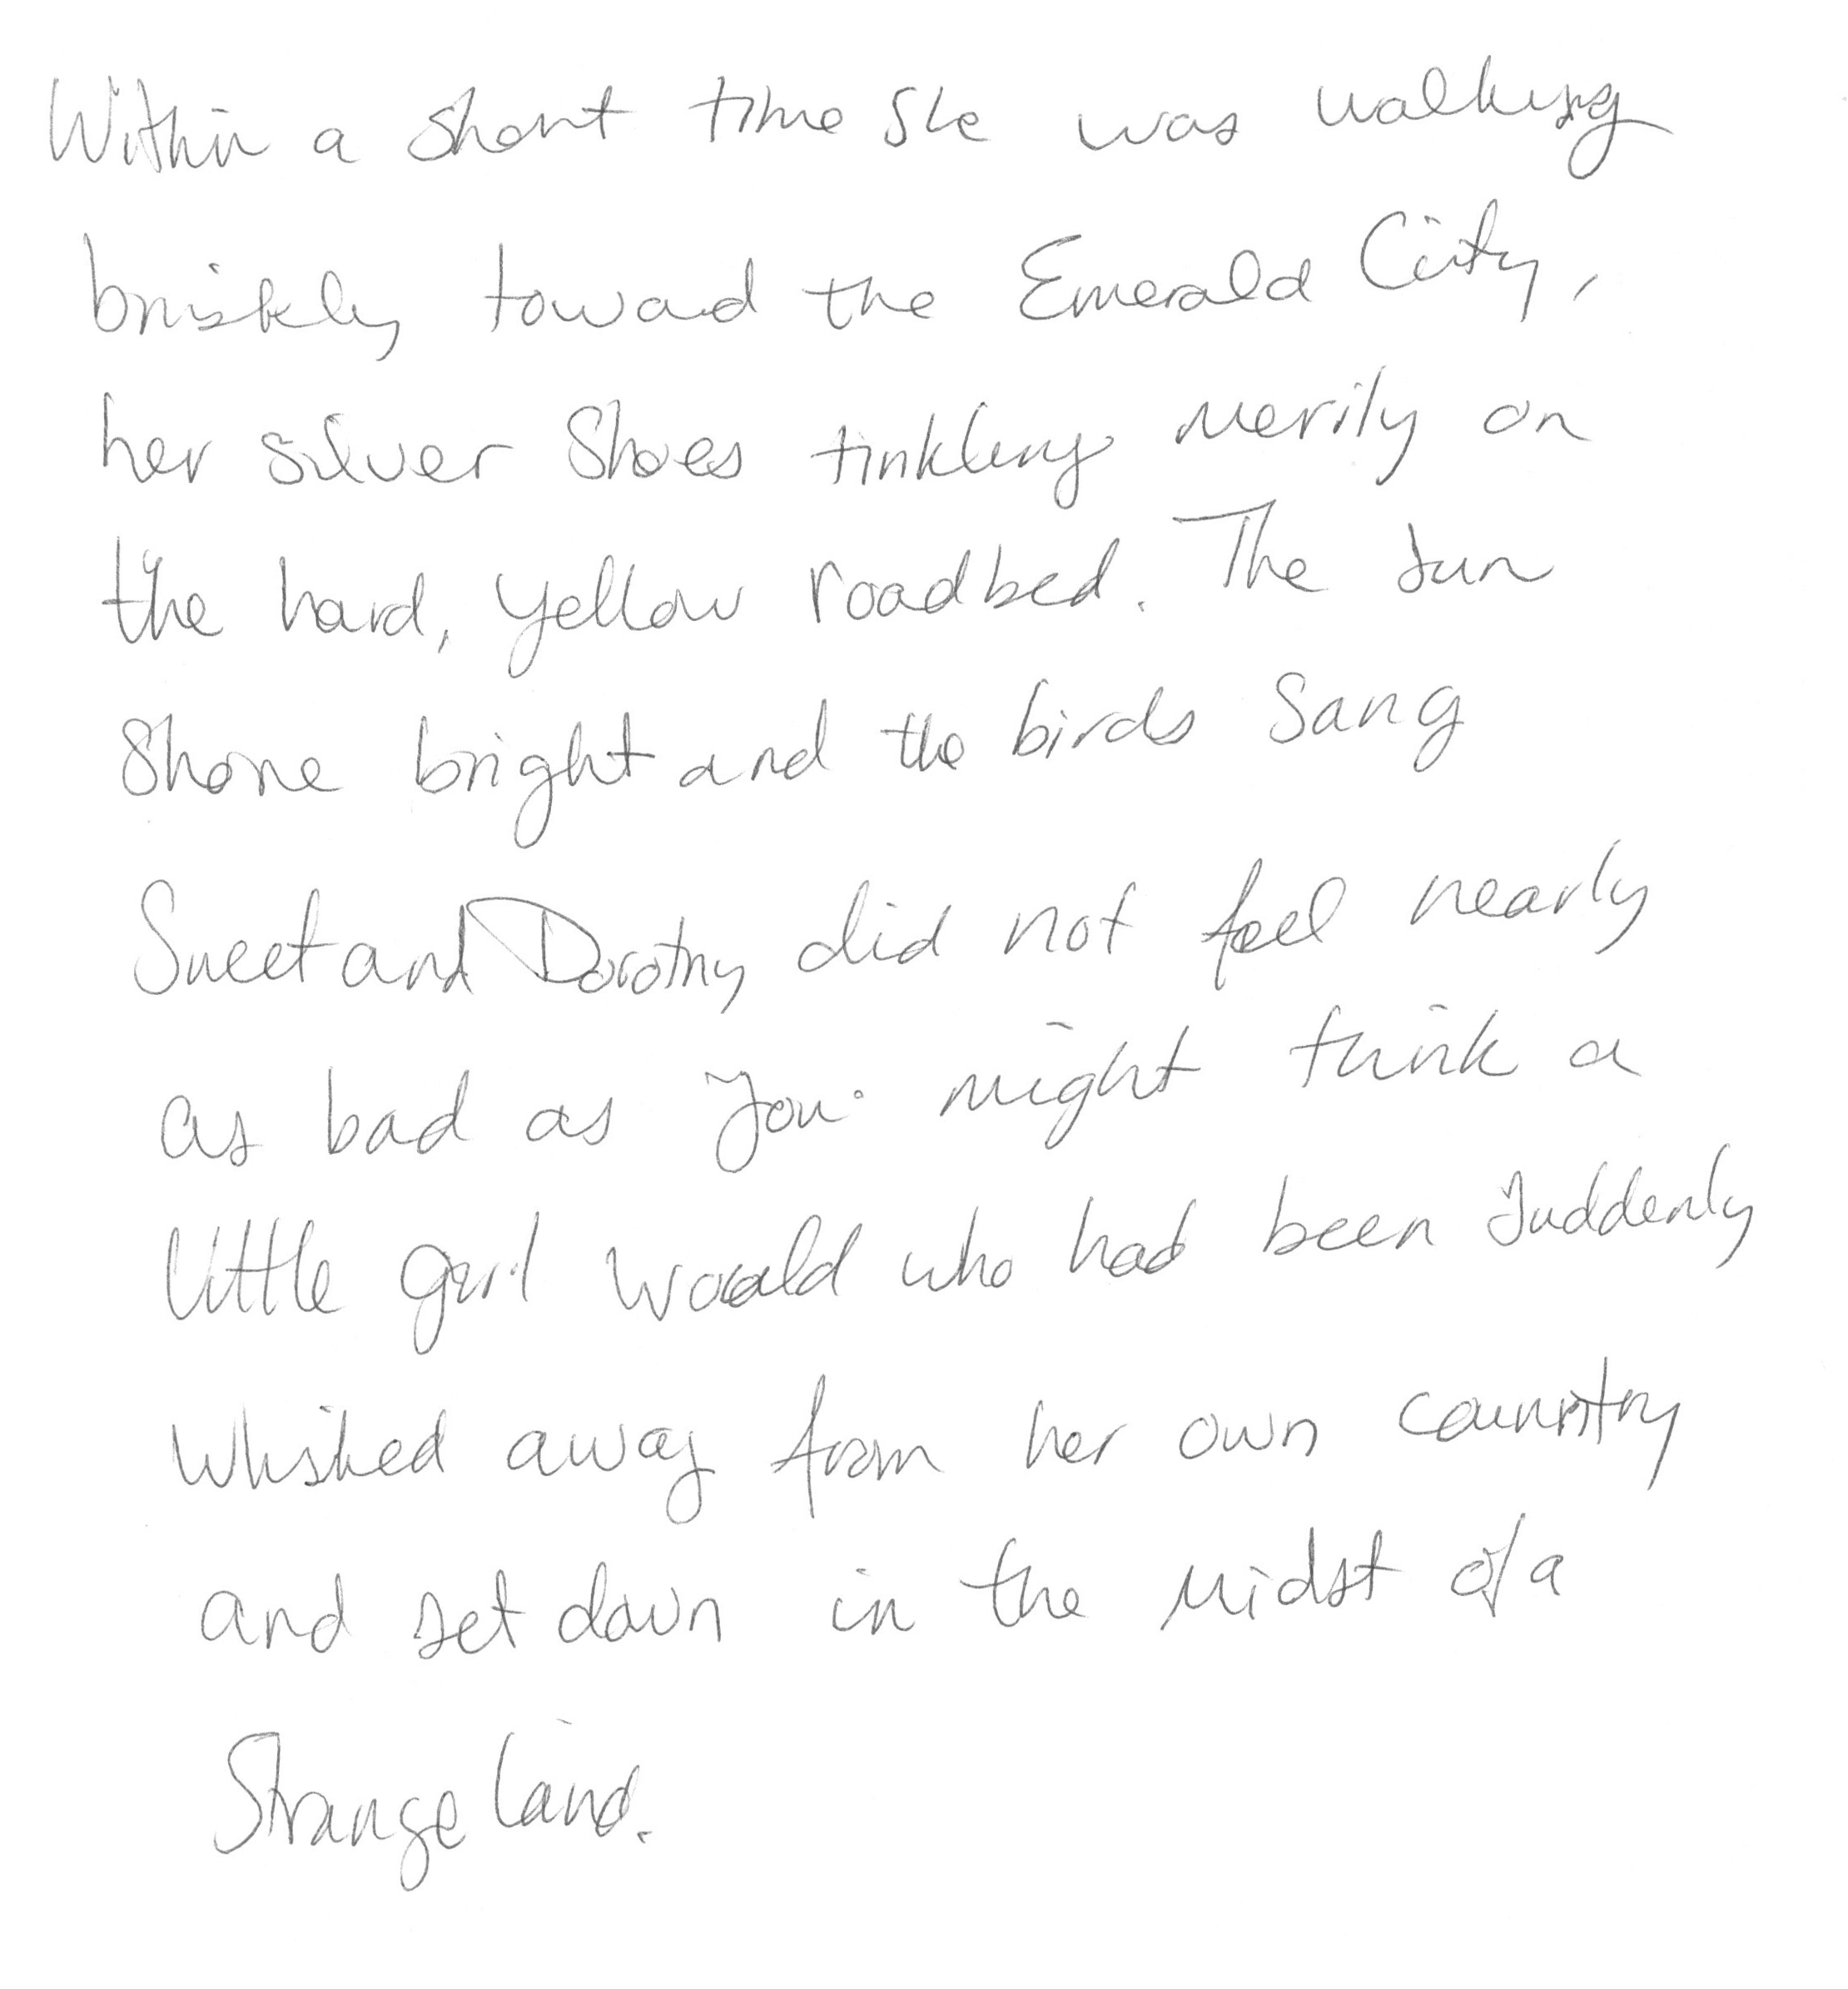 Within a short time she was walking
briskly toward the Emerald City,
her silver Shoes tinkling merily on
the hard, yellow roadbed. The sun
shone bright and the birds sang
sweet and Dorothy did not feel nearly
as bad as you might think a
little girl would who had been suddenly
whisked away from her own country
and set down in the midst of a
strange land.